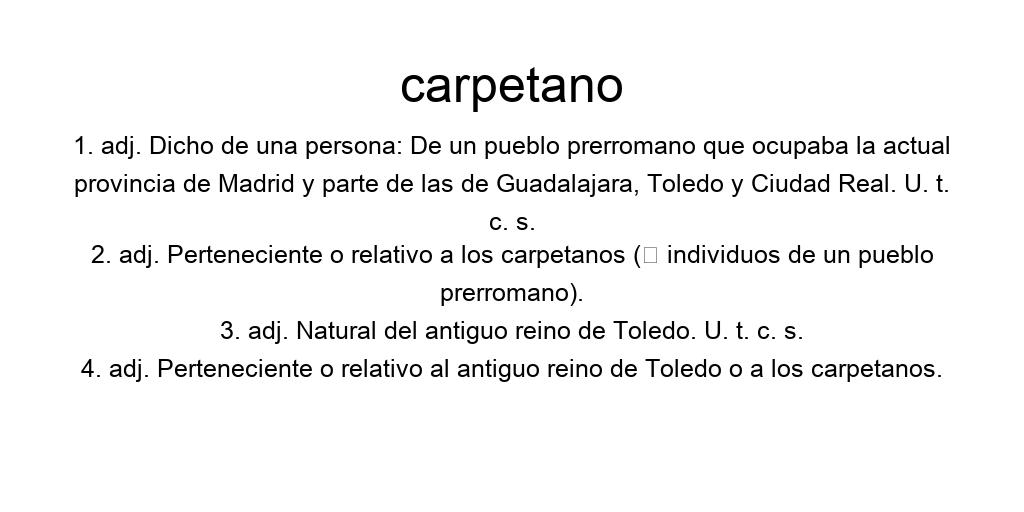 carpetano
1. adj. Dicho de una persona: De un pueblo prerromano que ocupaba la actual
provincia de Madrid y parte de las de Guadalajara, Toledo y Ciudad Real. U. t.
c. s.
2. adj. Perteneciente o relativo a los carpetanos (□ individuos de un pueblo
prerromano).
3. adj. Natural del antiguo reino de Toledo. U. t. c. s.
4. adj. Perteneciente o relativo al antiguo reino de Toledo o a los carpetanos.